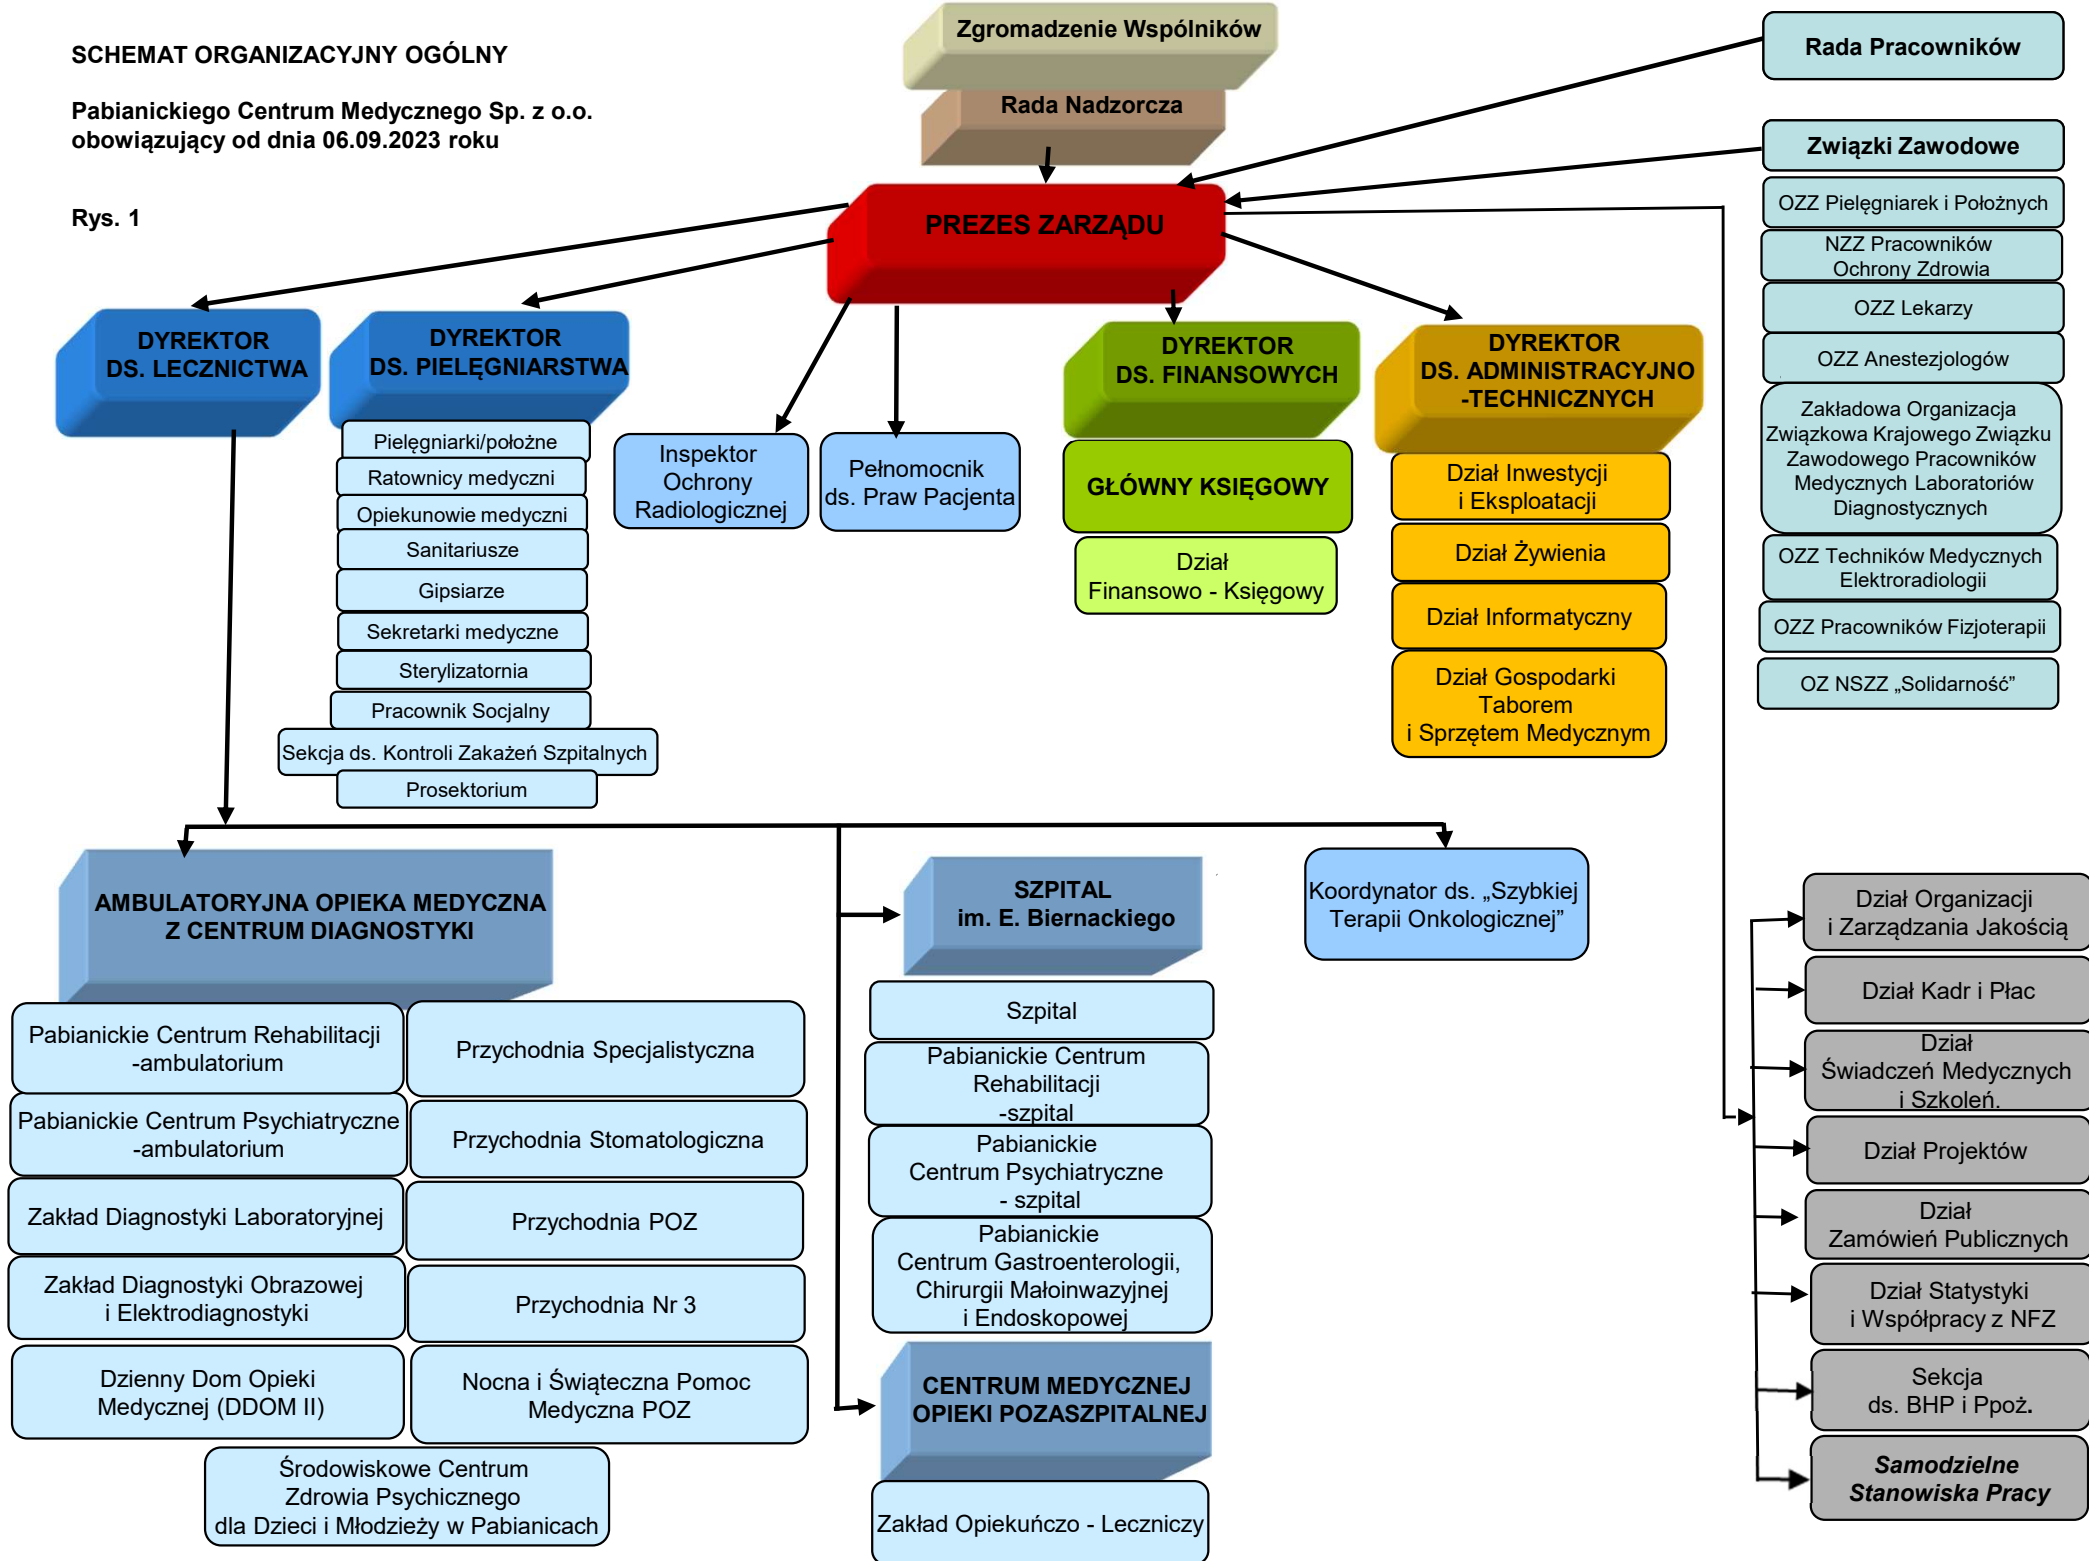 SCHEMAT ORGANIZACYJNY OGÓLNY
Pabianickiego Centrum Medycznego Sp. z o.o.
obowiązujący od dnia 06.09.2023 roku
Rys. 1
Zgromadzenie Wspólników
Rada Nadzorcza
PREZES ZARZĄDU
Rada Pracowników
Związki Zawodowe
OZZ Pielęgniarek i Położnych
NZZ Pracowników
Ochrony Zdrowia
OZZ Lekarzy
OZZ Anestezjologów
Zakładowa Organizacja
Związkowa Krajowego Związku
Zawodowego Pracowników
Medycznych Laboratoriów
Diagnostycznych
OZZ Techników Medycznych
Elektroradiologii
OZZ Pracowników Fizjoterapii
OZ NSZZ „Solidarność”
DYREKTOR
DS. LECZNICTWA
DYREKTOR
DS. PIELĘGNIARSTWA
Pielęgniarki/położne
Ratownicy medyczni
Opiekunowie medyczni
Sanitariusze
Gipsiarze
Sekretarki medyczne
Sterylizatornia
Pracownik Socjalny
Sekcja ds. Kontroli Zakażeń Szpitalnych
Prosektorium
Inspektor
Ochrony
Radiologicznej
Pełnomocnik
ds. Praw Pacjenta
DYREKTOR
DS. FINANSOWYCH
GŁÓWNY KSIĘGOWY
Dział
Finansowo - Księgowy
DYREKTOR
DS. ADMINISTRACYJNO
-TECHNICZNYCH
Dział Inwestycji
i Eksploatacji
Dział Żywienia
Dział Informatyczny
Dział Gospodarki
Taborem
i Sprzętem Medycznym
AMBULATORYJNA OPIEKA MEDYCZNA
Z CENTRUM DIAGNOSTYKI
Pabianickie Centrum Rehabilitacji
-ambulatorium
Pabianickie Centrum Psychiatryczne
-ambulatorium
Zakład Diagnostyki Laboratoryjnej
Zakład Diagnostyki Obrazowej
i Elektrodiagnostyki
Dzienny Dom Opieki
Medycznej (DDOM II)
Przychodnia Specjalistyczna
Przychodnia Stomatologiczna
Przychodnia POZ
Przychodnia Nr 3
Nocna i Świąteczna Pomoc
Medyczna POZ
Środowiskowe Centrum
Zdrowia Psychicznego
dla Dzieci i Młodzieży w Pabianicach
SZPITAL
im. E. Biernackiego
Szpital
Pabianickie Centrum
Rehabilitacji
-szpital
Pabianickie
Centrum Psychiatryczne
- szpital
Pabianickie
Centrum Gastroenterologii,
Chirurgii Małoinwazyjnej
i Endoskopowej
CENTRUM MEDYCZNEJ
OPIEKI POZASZPITALNEJ
Zakład Opiekuńczo - Leczniczy
Koordynator ds. „Szybkiej
Terapii Onkologicznej”
Dział Organizacji
i Zarządzania Jakością
Dział Kadr i Płac
Dział
Świadczeń Medycznych
i Szkoleń.
Dział Projektów
Dział
Zamówień Publicznych
Dział Statystyki
i Współpracy z NFZ
Sekcja
ds. BHP i Ppoż.
Samodzielne
Stanowiska Pracy